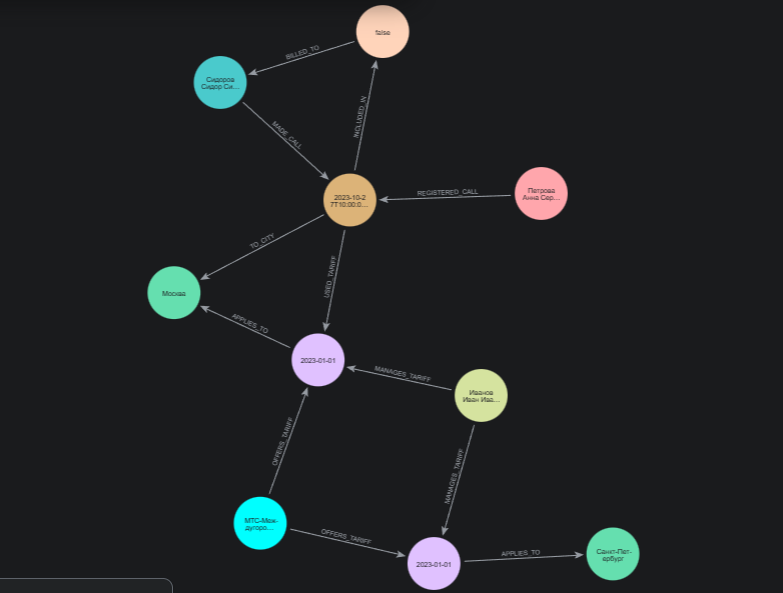 false
BILLED_TO
Сидоров
Сидор Си...
MADE_CALL
INCLUDED_IN
2023-10-2
7T10:00:0...
REGISTERED_CALL
Петрова
Анна Сер...
TO_CITY
USED_TARIFF
Москва
APPLIES_TO
2023-01-01
MANAGES_TARIFF
Иванов
Иван Ива...
OFFERS_TARIFF
MANAGES_TARIFF
МТС-Меж-
дугоро...
OFFERS_TARIFF
2023-01-01
APPLIES_TO
Санкт-Пет-
ербург